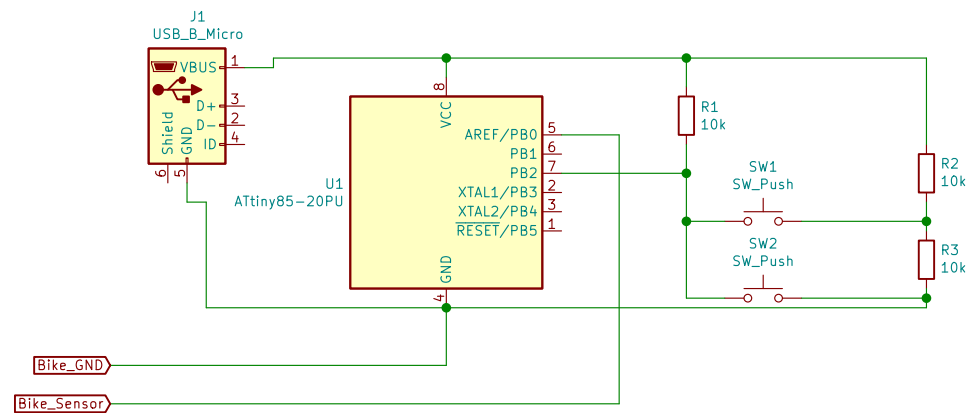 J1
USB_B_Micro
VBUS
1
D+
3
D-
2
ID
4
Shield
GND
6
5
U1
ATtiny85-20PU
8
VCC
AREF/PB0
5
PB1
6
PB2
7
XTAL1/PB3
2
XTAL2/PB4
3
RESET/PB5
1
GND
4
R1
10k
SW1
SW_Push
SW2
SW_Push
R2
10k
R3
10k
Bike_GND
Bike_Sensor